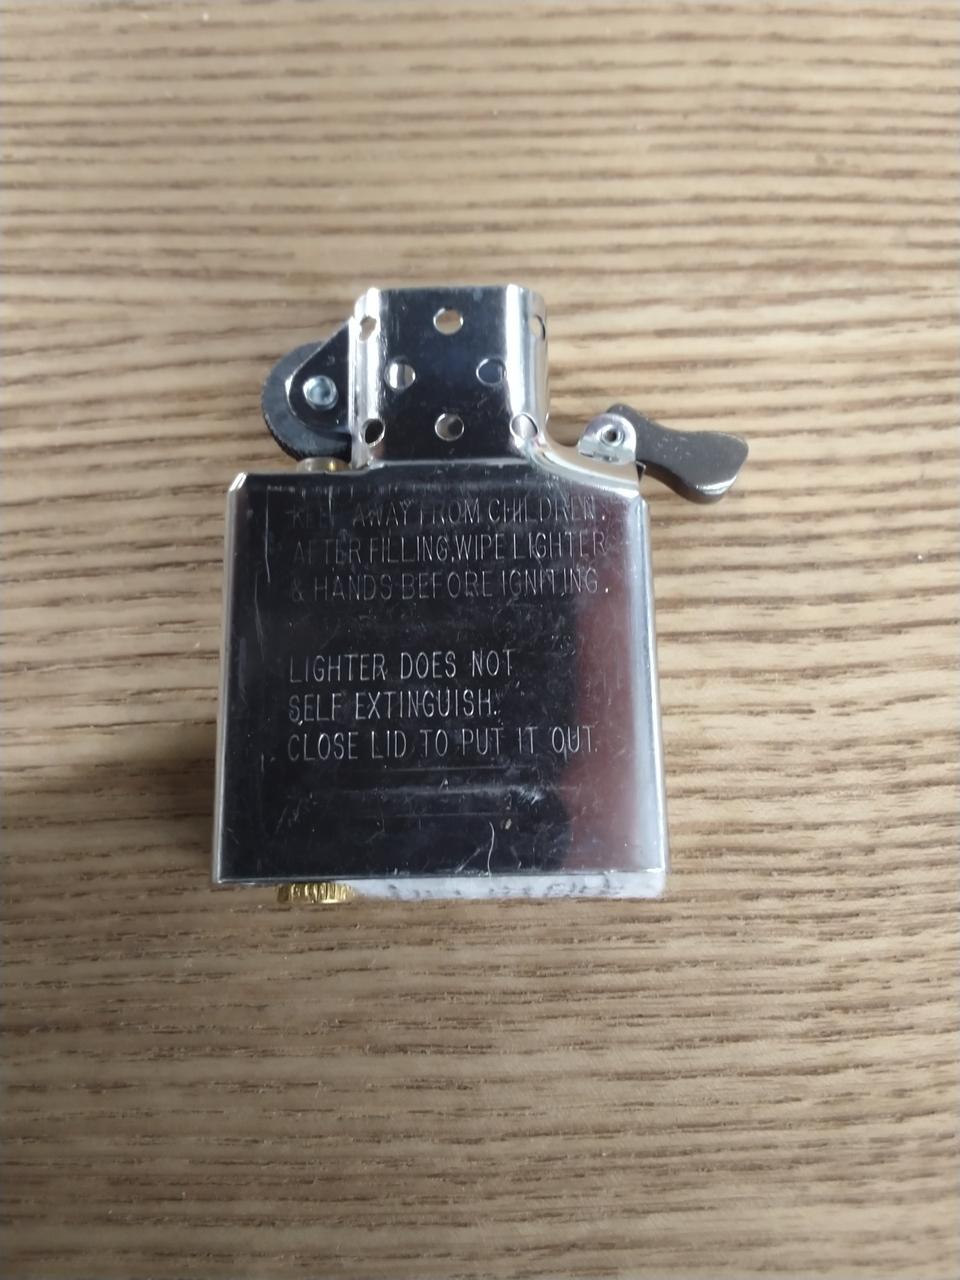 KEEP AWAY FROM CHILDREN.
AFTER FILLING,WIPE LIGHTER
& HANDS BEFORE IGNITING.
LIGHTER DOES NOT
SELF EXTINGUISH.
CLOSE LID TO PUT IT OUT.